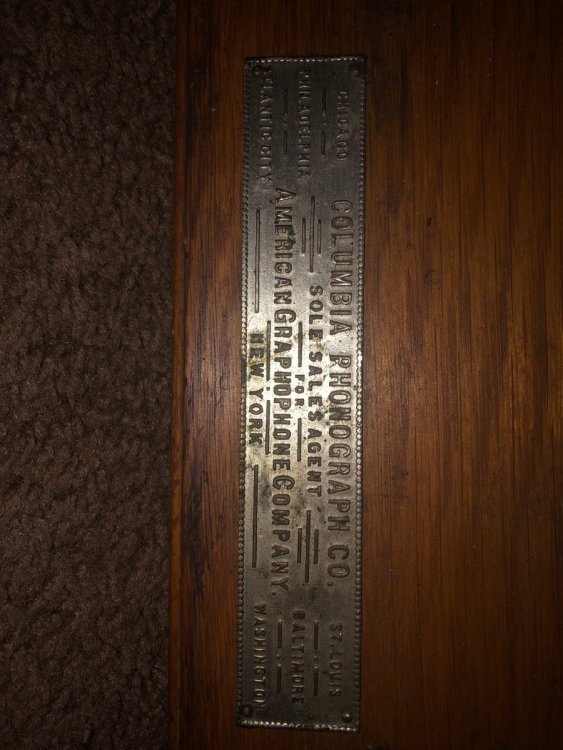 CHICAGO COLUMBIA PHONOGRAPH CO. ST. LOUIS
PHILADELPHIA SOLE SALES AGENT BALTIMORE
FOR
AMERICAN GRAPHOPHONE COMPANY.
ATLANTIC CITY NEW YORK WASHINGTON